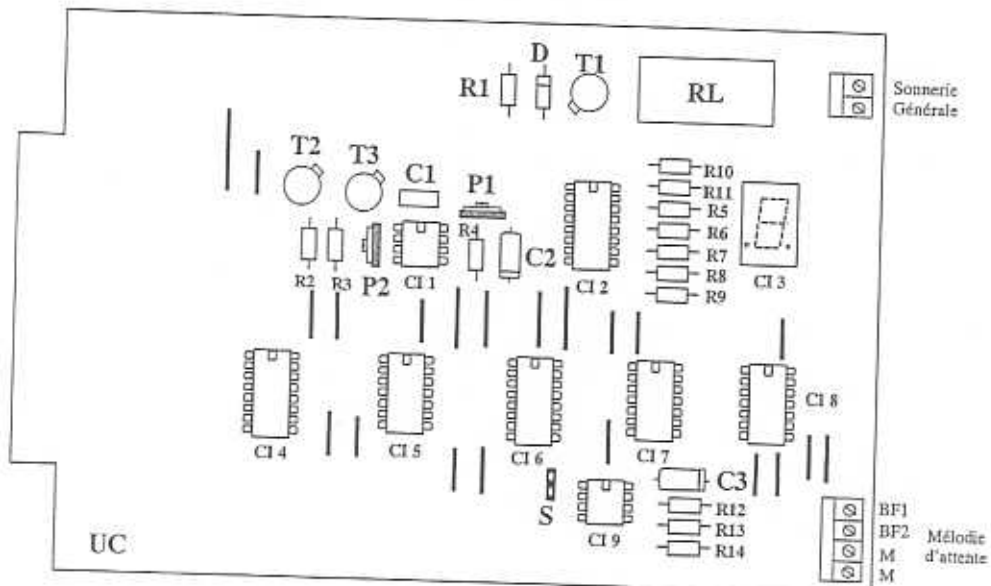 D
T1
R1
RL
Sonnerie
Générale
T2
T3
C1
P1
R10
R11
R5
R6
R7
R8
R9
R4
C2
R2
R3
P2
CI 1
CI 2
CI 3
CI 4
CI 5
CI 6
CI 7
CI 8
S
CI 9
C3
R12
R13
R14
UC
BF1
BF2
M
M
Mélodie
d'attente